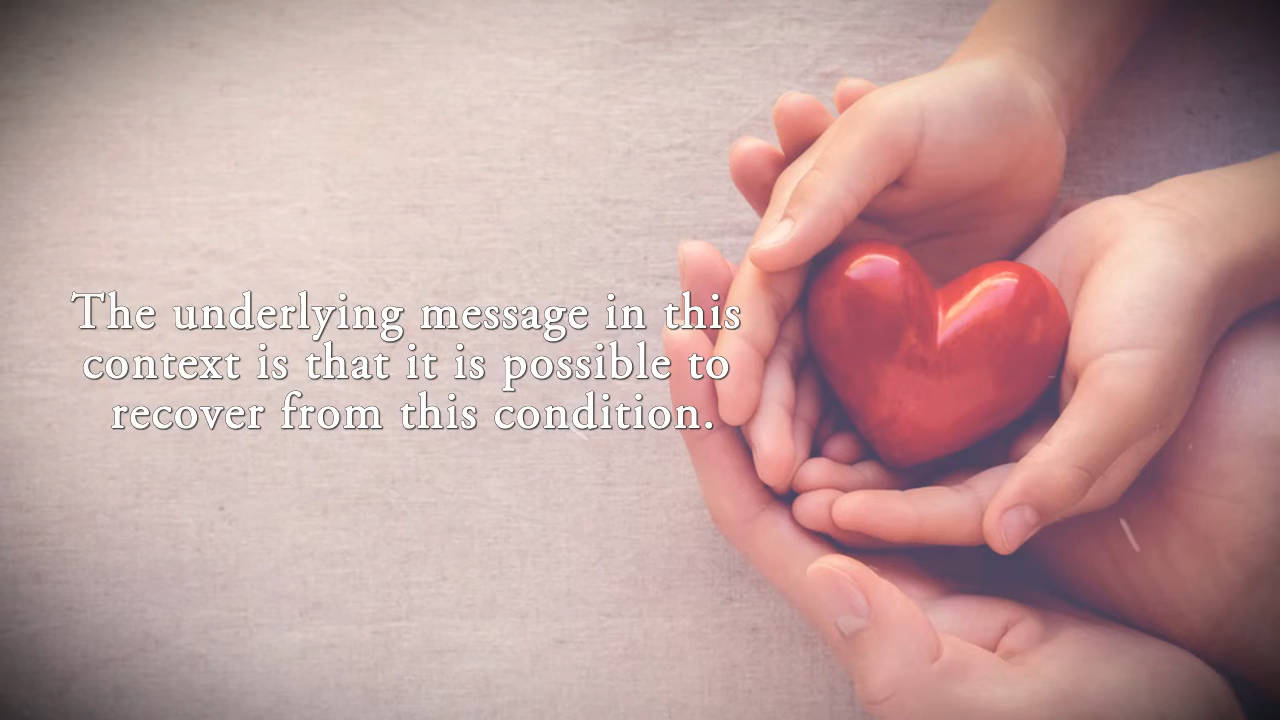 The underlying message in this
context is that it is possible to
recover from this condition.